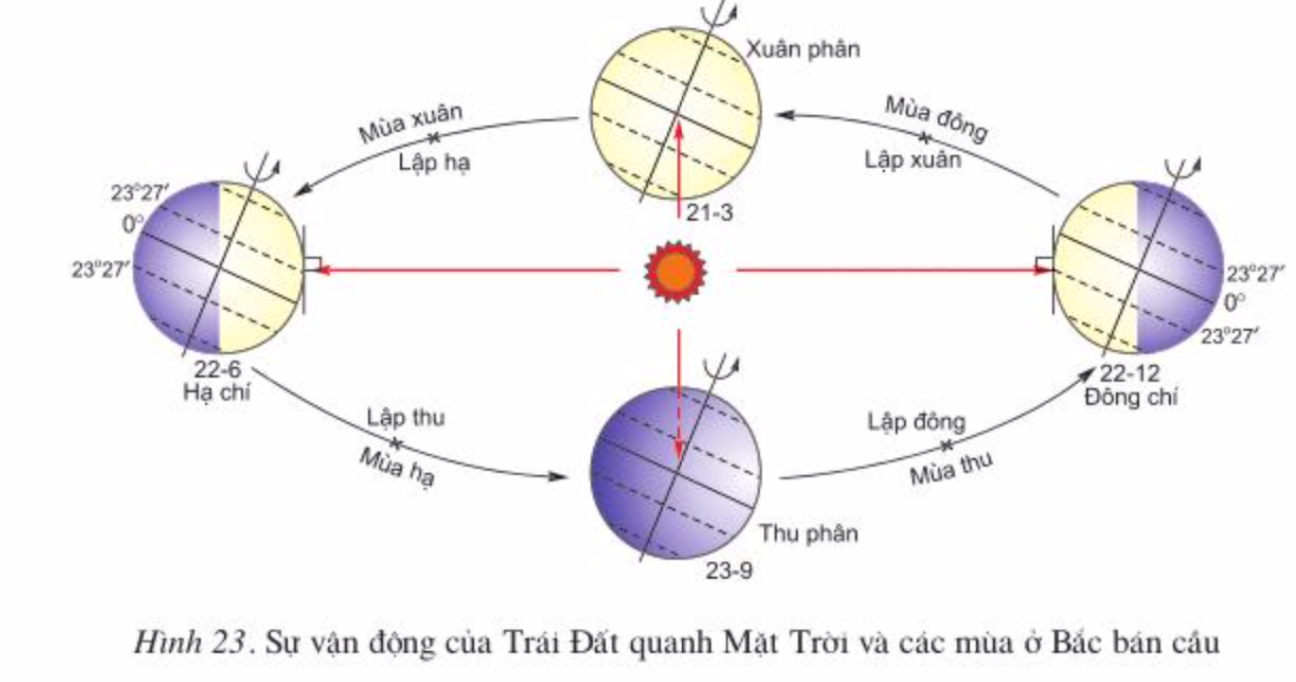 Xuân phân
21-3
Mùa xuân
Lập hạ
Mùa đông
Lập xuân
23°27′
0°
23°27′
22-6
Hạ chí
23°27′
0°
23°27′
22-12
Đông chí
Lập thu
Mùa hạ
Lập đông
Mùa thu
Thu phân
23-9
Hình 23. Sự vận động của Trái Đất quanh Mặt Trời và các mùa ở Bắc bán cầu